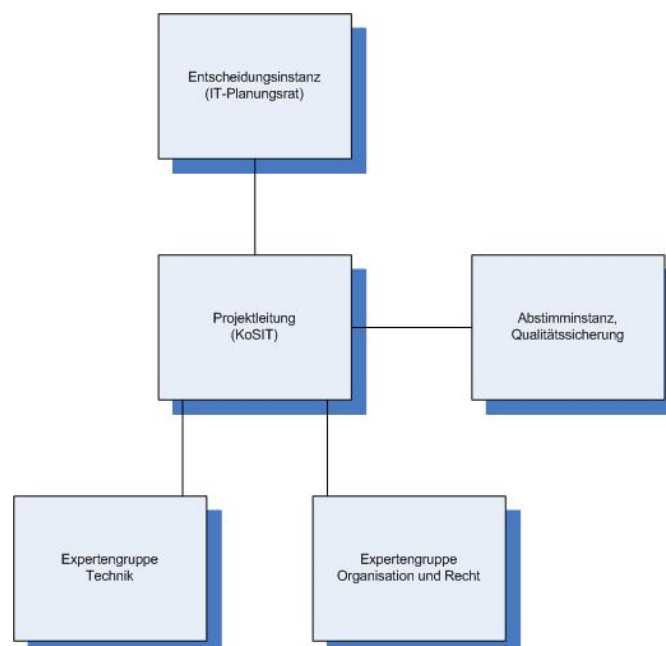 Entscheidungsinstanz
(IT-Planungsrat)
Projektleitung
(KoSIT)
Abstimminstanz,
Qualitätssicherung
Expertengruppe
Technik
Expertengruppe
Organisation und Recht